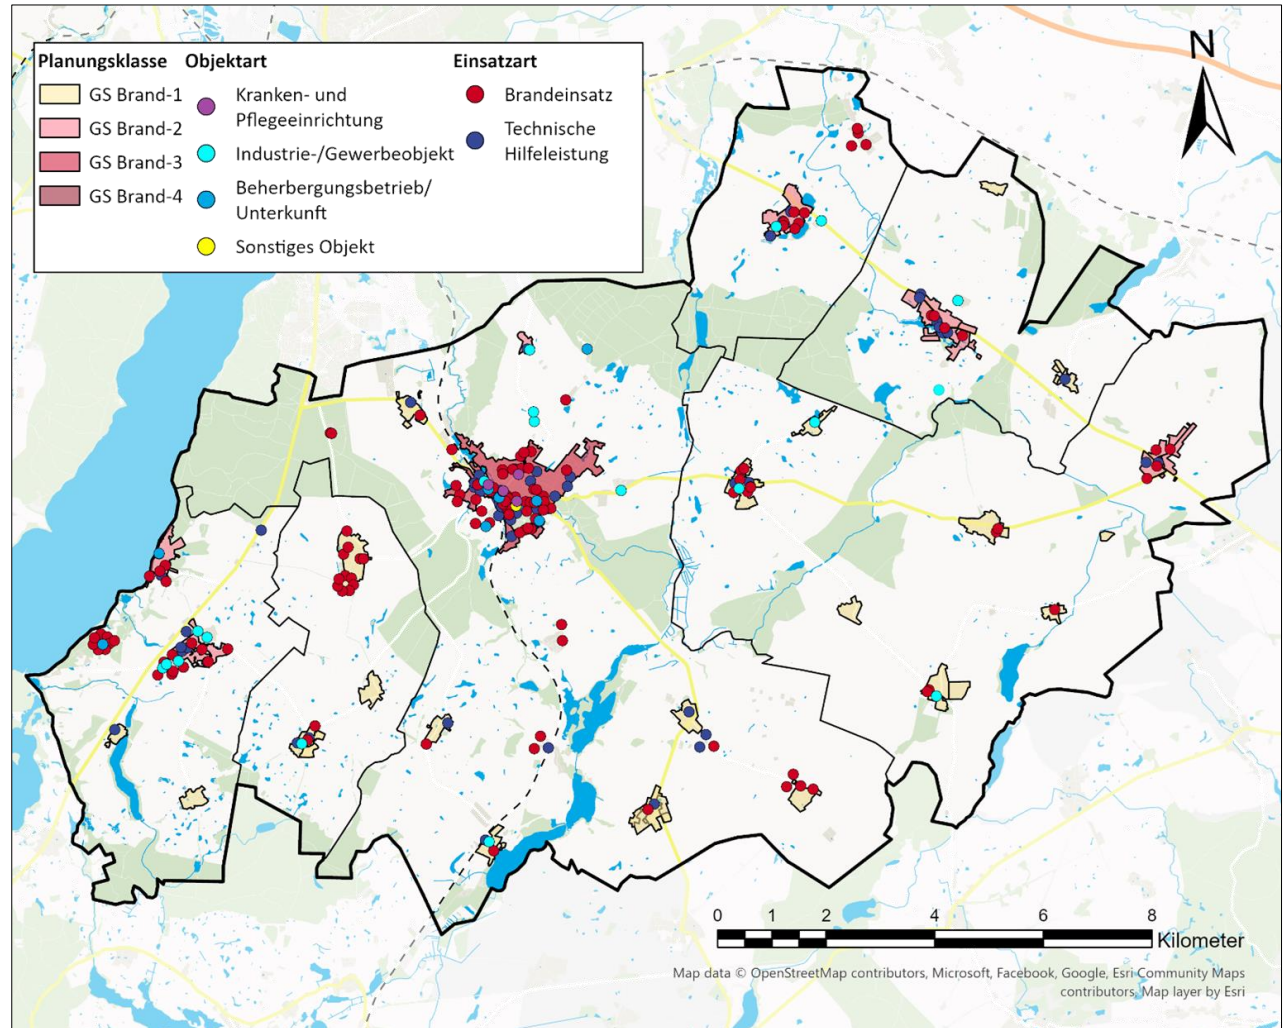 Planungsklasse Objektart Einsatzart
GS Brand-1
GS Brand-2
GS Brand-3
GS Brand-4
Kranken- und
Pflegeeinrichtung
Industrie-/Gewerbeobjekt
Beherbergungsbetrieb/
Unterkunft
Sonstiges Objekt
Brandeinsatz
Technische
Hilfeleistung
N
0 1 2 4 6 8
Kilometer
Map data © OpenStreetMap contributors, Microsoft, Facebook, Google, Esri Community Maps
contributors, Map layer by Esri